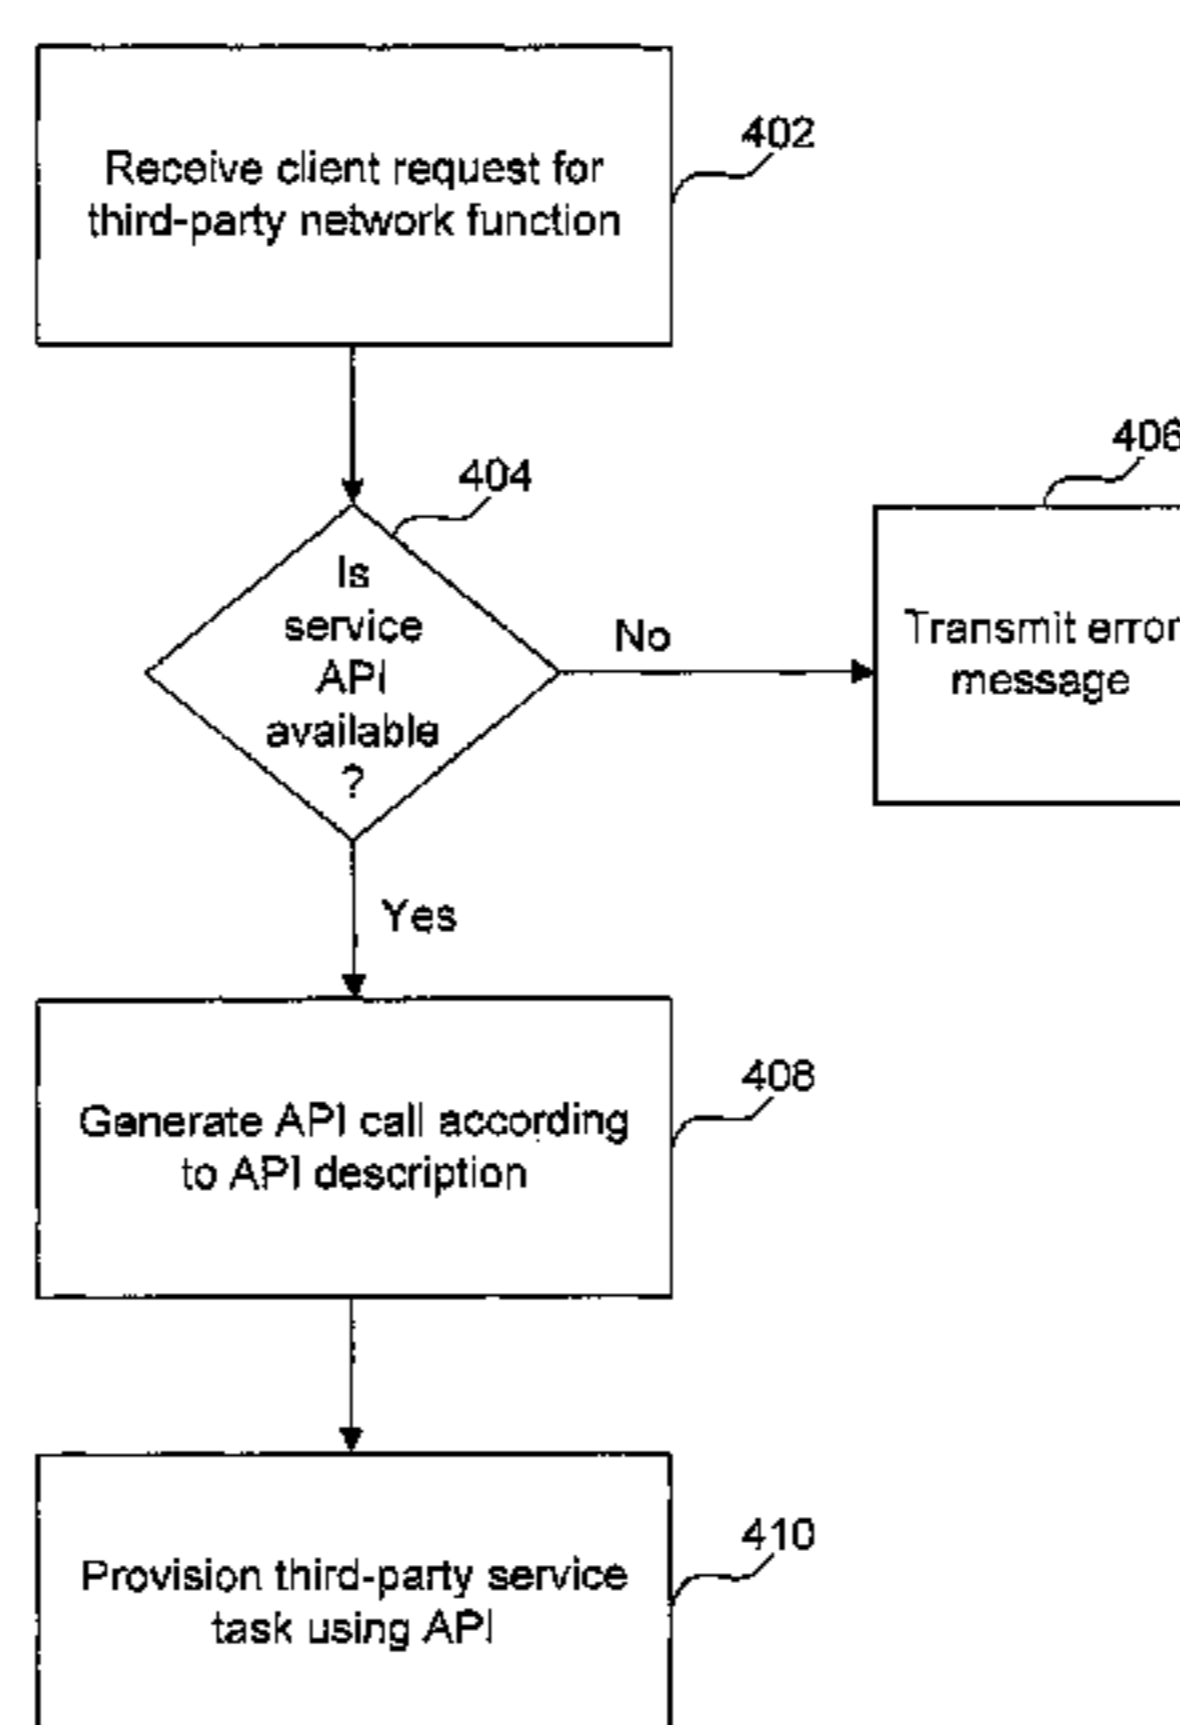 Receive client request for
third-party network function
402
404
Is
service
API
available
?
No
406
Transmit error
message
Yes
Generate API call according
to API description
408
Provision third-party service
task using API
410